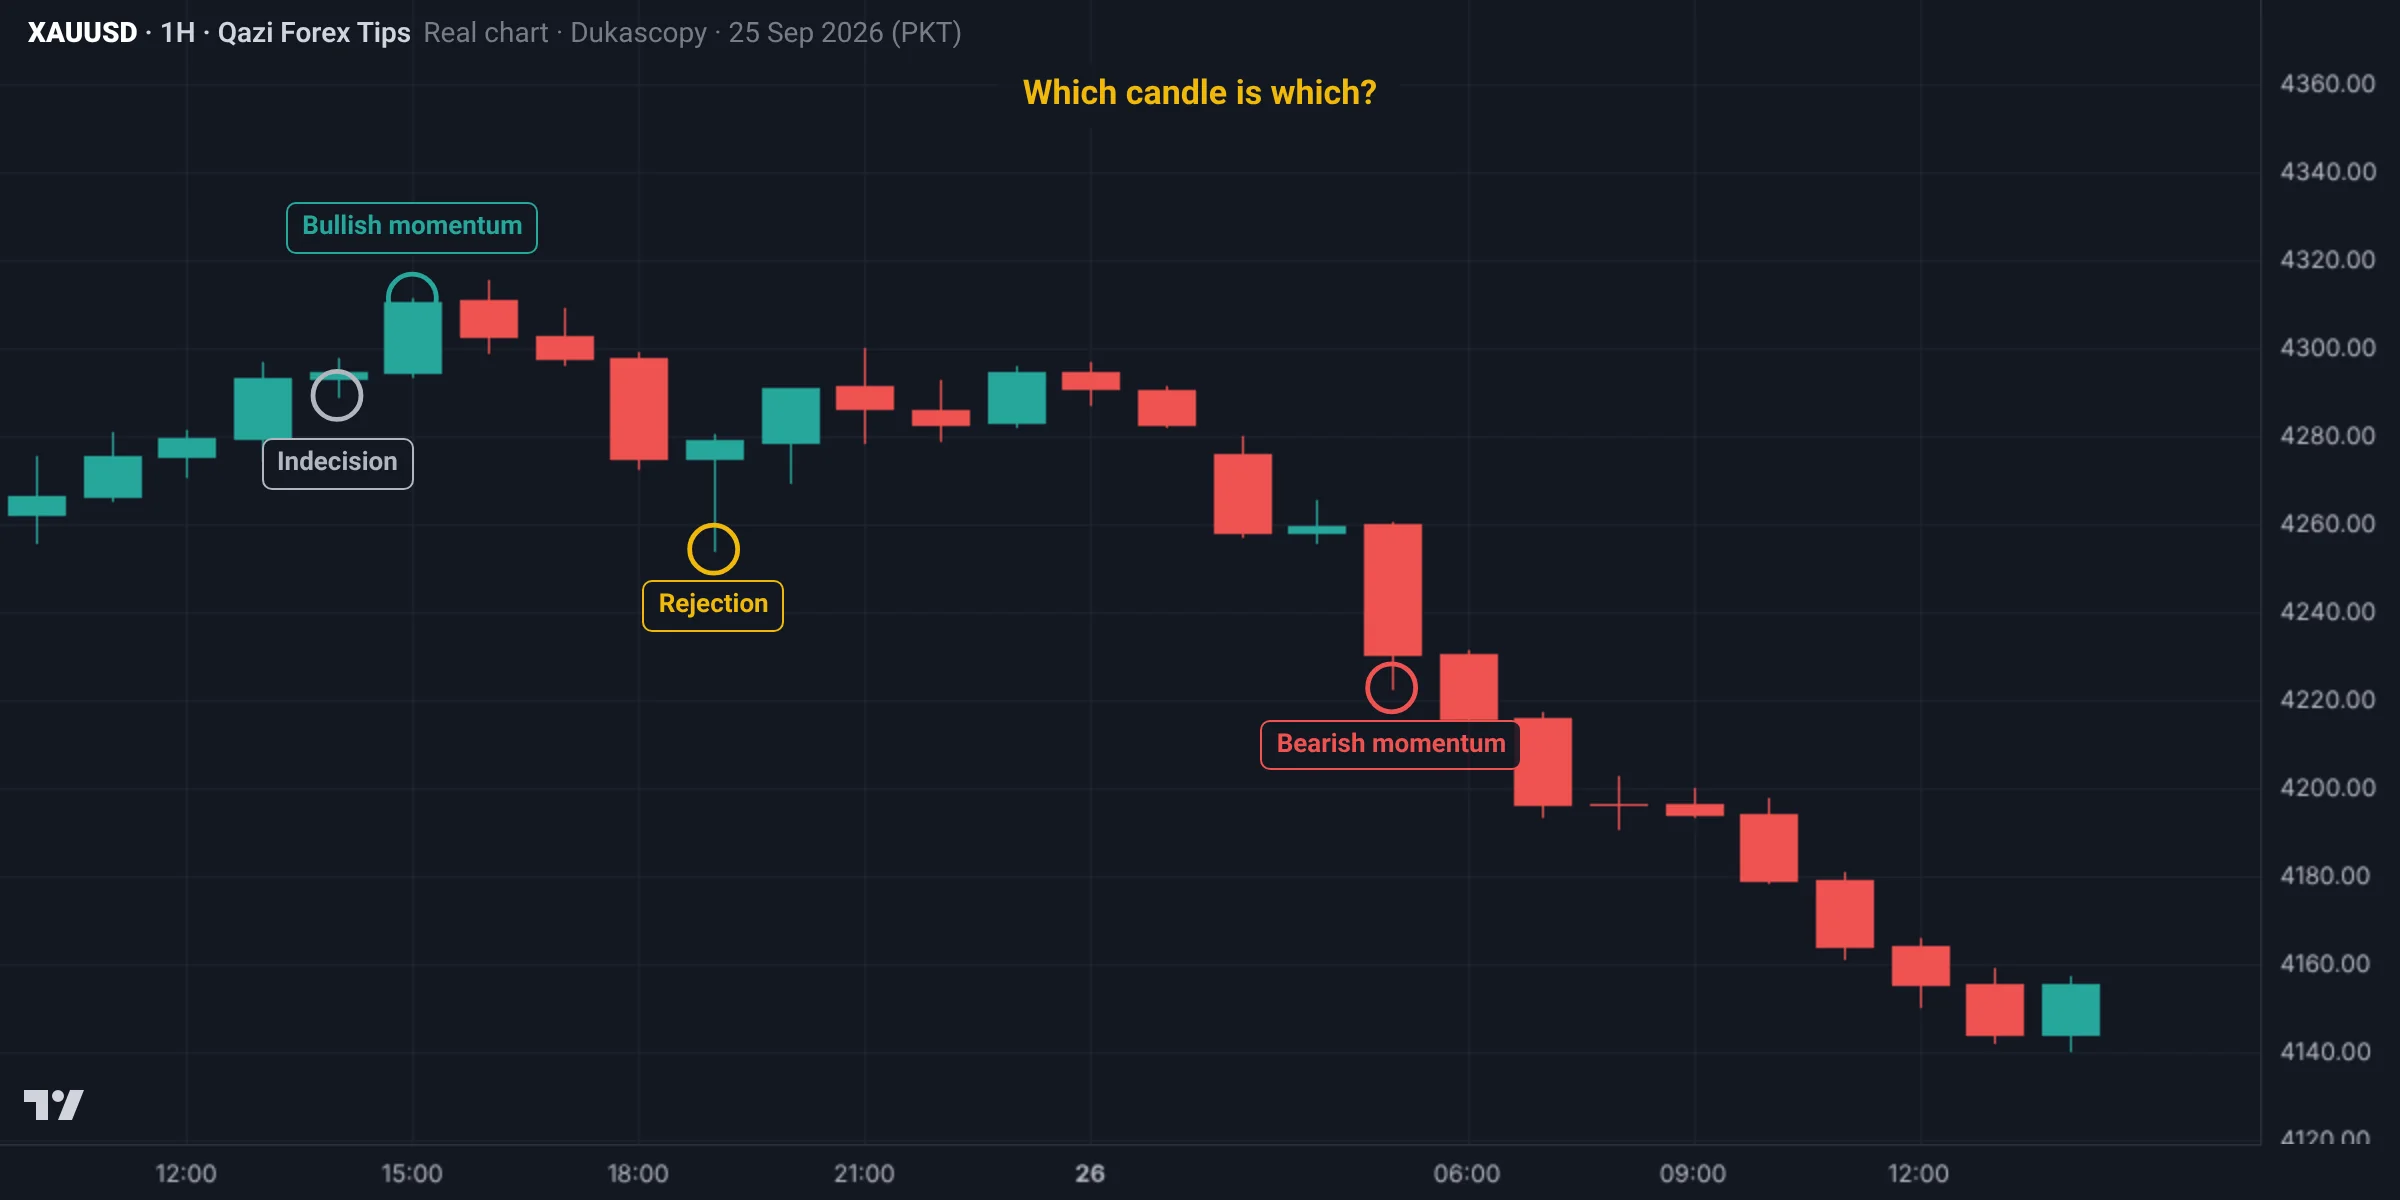 XAUUSD · 1H · Qazi Forex Tips Real chart · Dukascopy · 25 Sep 2026 (PKT)
Which candle is which?
4360.00
4340.00
Bullish momentum
4320.00
4300.00
4280.00
Indecision
4260.00
Rejection
4240.00
4220.00
Bearish momentum
4200.00
4180.00
4160.00
4140.00
4120.00
12:00 15:00 18:00 21:00 26 06:00 09:00 12:00